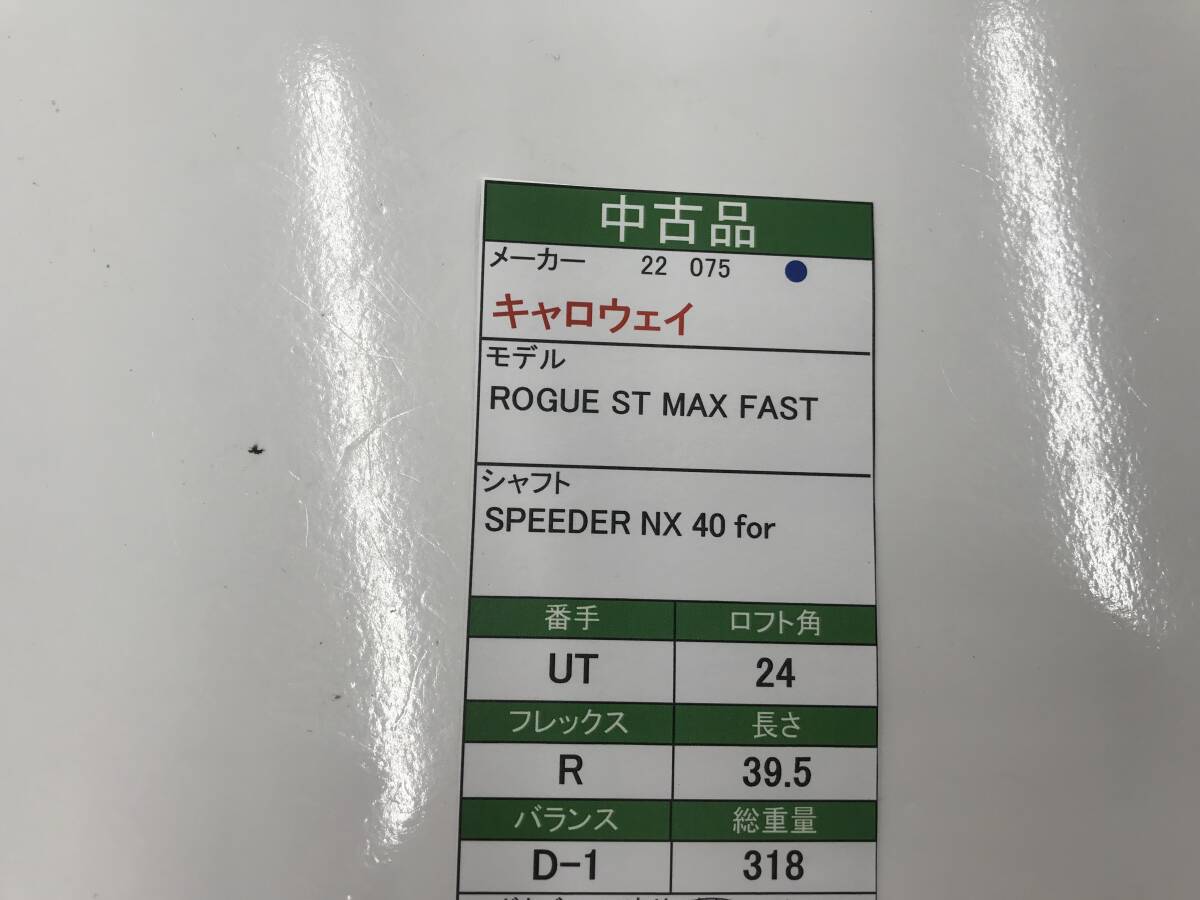 中古品
メーカー 22 075
キャロウェイ
モデル
ROGUE ST MAX FAST
シャフト
SPEEDER NX 40 for
番手 ロフト角
UT 24
フレックス 長さ
R 39.5
バランス 総重量
D-1 318